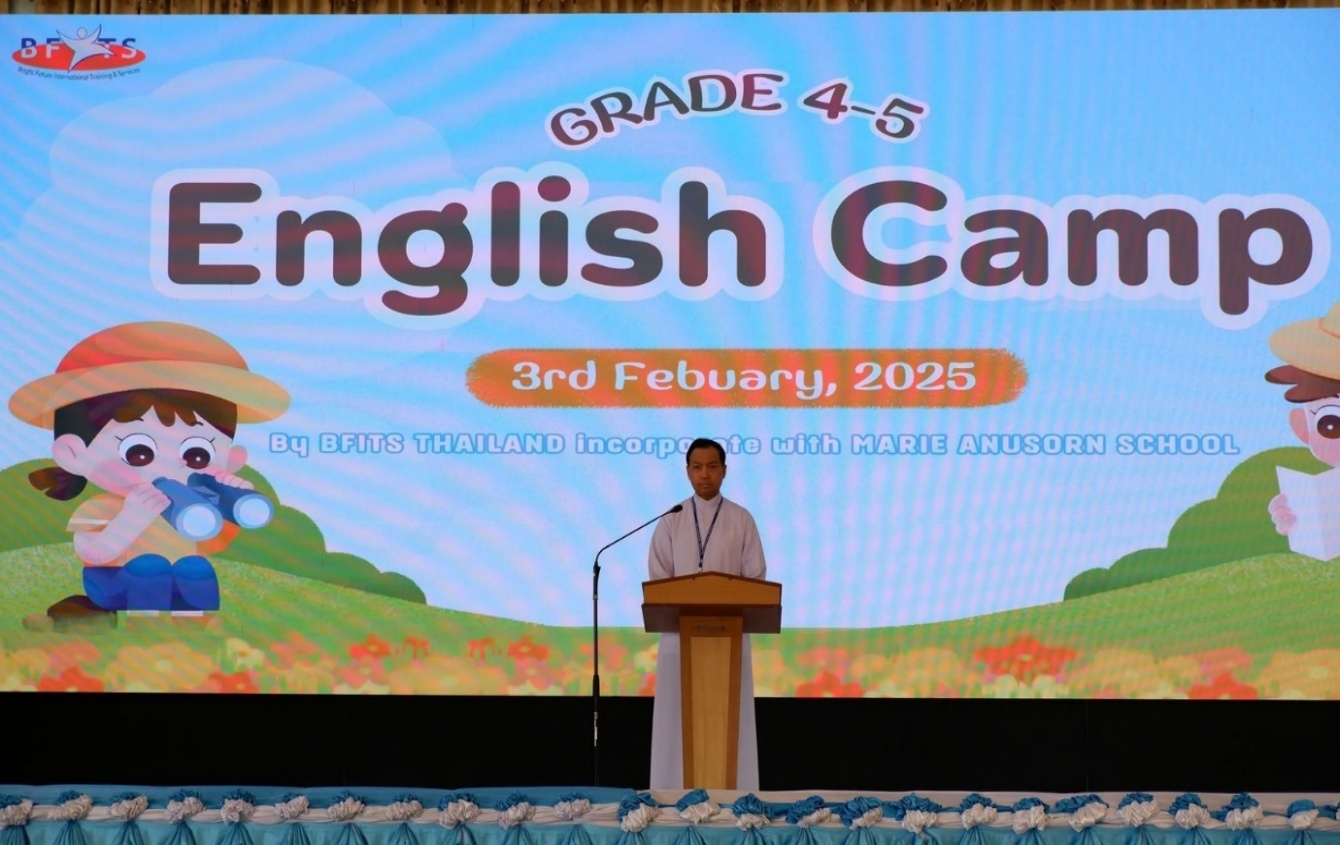 BFITS
Bright Future International Training & Services
GRADE 4-5
English Camp
3rd Febuary, 2025
By BFITS THAILAND incorporate with MARIE ANUSORN SCHOOL